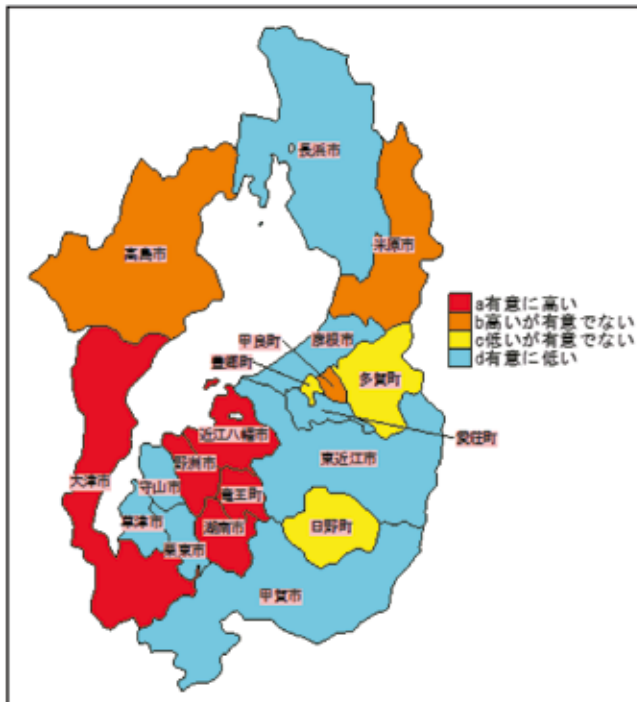 長浜市
高島市
米原市
a有意に高い
b高いが有意でない
c低いが有意でない
d有意に低い
彦根市
甲良町
豊郷町
多賀町
愛荘町
近江八幡市
東近江市
野洲市
大津市
守山市
竜王町
草津市
湖南市
日野町
栗東市
甲賀市